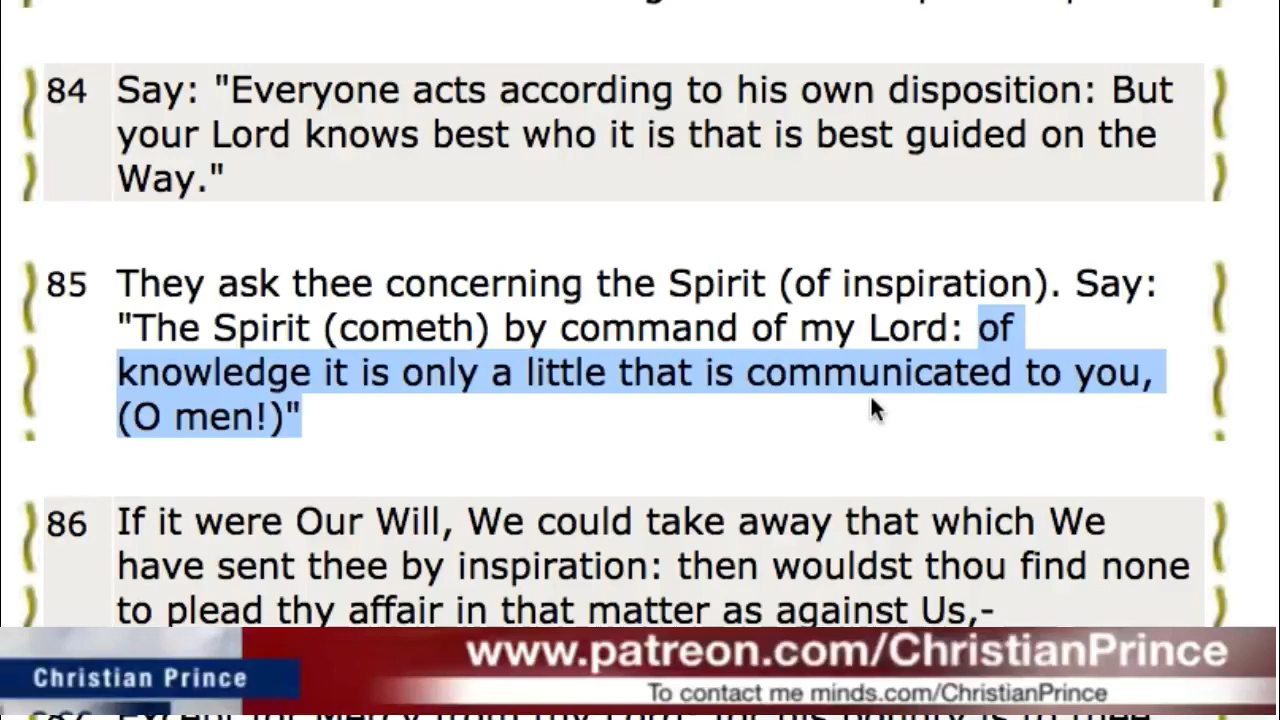 84 Say: "Everyone acts according to his own disposition: But
your Lord knows best who it is that is best guided on the
Way."
85 They ask thee concerning the Spirit (of inspiration). Say:
"The Spirit (cometh) by command of my Lord: of
knowledge it is only a little that is communicated to you,
(O men!)"
86 If it were Our Will, We could take away that which We
have sent thee by inspiration: then wouldst thou find none
to plead thy affair in that matter as against Us,-
www.patreon.com/ChristianPrince
Christian Prince
To contact me minds.com/ChristianPrince